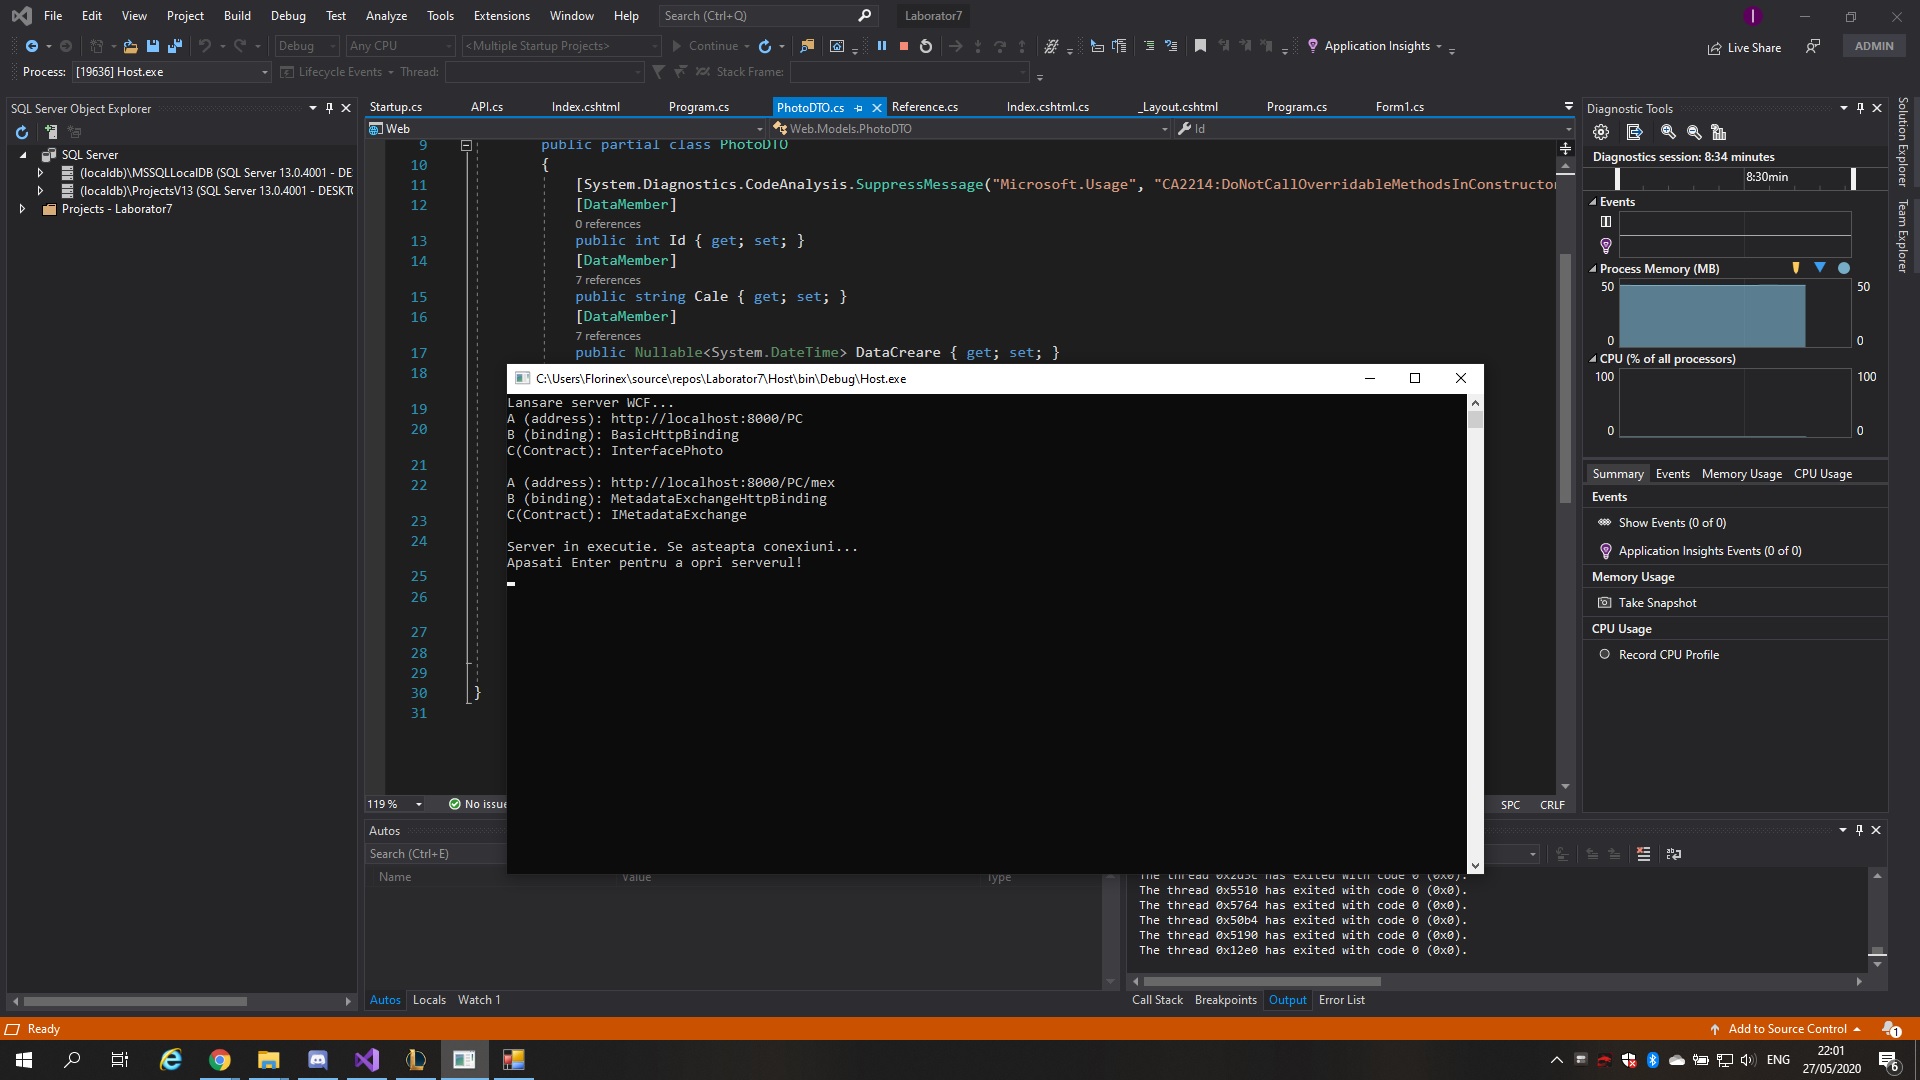 File Edit View Project Build Debug Test Analyze Tools Extensions Window Help Search (Ctrl+Q) Laborator7
Debug Any CPU <Multiple Startup Projects> Continue Application Insights Live Share ADMIN
Process: [19636] Host.exe Lifecycle Events Thread: Stack Frame:
SQL Server Object Explorer
SQL Server
(localdb)\MSSQLLocalDB (SQL Server 13.0.4001 - DE
(localdb)\ProjectsV13 (SQL Server 13.0.4001 - DESKT
Projects - Laborator7
Startup.cs API.cs Index.cshtml Program.cs PhotoDTO.cs Reference.cs Index.cshtml.cs _Layout.cshtml Program.cs Form1.cs
Web Web.Models.PhotoDTO Id
9 public partial class PhotoDTO
10 {
11 [System.Diagnostics.CodeAnalysis.SuppressMessage("Microsoft.Usage", "CA2214:DoNotCallOverridableMethodsInConstructor
12 [DataMember]
0 references
13 public int Id { get; set; }
14 [DataMember]
7 references
15 public string Cale { get; set; }
16 [DataMember]
7 references
17 public Nullable<System.DateTime> DataCreare { get; set; }
18
19
20
21
22
23
24
25
26
27
28
29
30 }
31
C:\Users\Florinex\source\repos\Laborator7\Host\bin\Debug\Host.exe
Lansare server WCF...
A (address): http://localhost:8000/PC
B (binding): BasicHttpBinding
C(Contract): InterfacePhoto
A (address): http://localhost:8000/PC/mex
B (binding): MetadataExchangeHttpBinding
C(Contract): IMetadataExchange
Server in executie. Se asteapta conexiuni...
Apasati Enter pentru a opri serverul!
119 % No issue SPC CRLF
Autos
Search (Ctrl+E)
Name Value Type
Autos Locals Watch 1
The thread 0x2d3c has exited with code 0 (0x0).
The thread 0x5510 has exited with code 0 (0x0).
The thread 0x5764 has exited with code 0 (0x0).
The thread 0x50b4 has exited with code 0 (0x0).
The thread 0x5190 has exited with code 0 (0x0).
The thread 0x12e0 has exited with code 0 (0x0).
Call Stack Breakpoints Output Error List
Diagnostic Tools
Diagnostics session: 8:34 minutes
8:30min
Events
Process Memory (MB)
50 50
0 0
CPU (% of all processors)
100 100
0 0
Summary Events Memory Usage CPU Usage
Events
Show Events (0 of 0)
Application Insights Events (0 of 0)
Memory Usage
Take Snapshot
CPU Usage
Record CPU Profile
Solution Explorer
Team Explorer
Ready Add to Source Control 1
ENG 22:01
27/05/2020 6